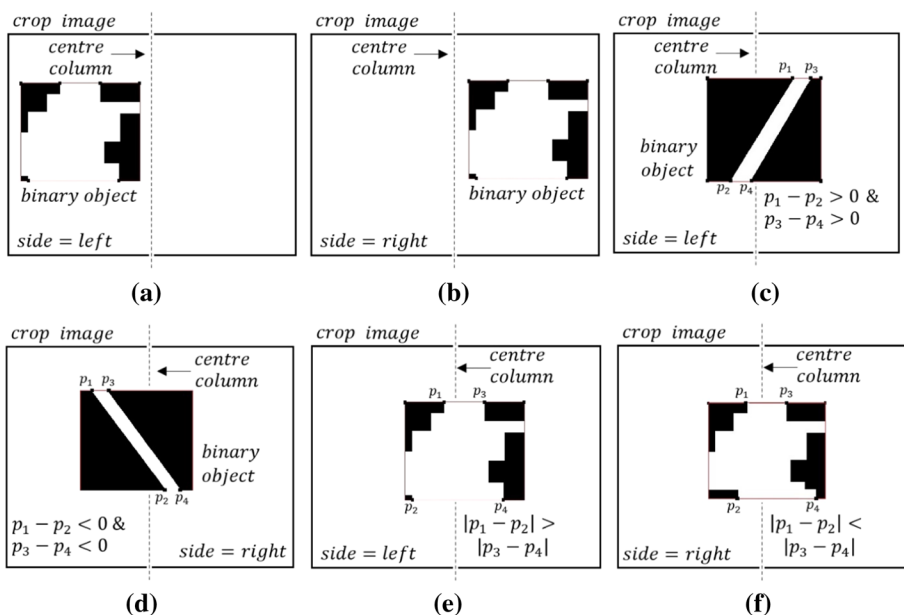 crop image
centre
column
binary object
side = left
(a)
crop image
centre
column
binary object
side = right
(b)
crop image
centre
column
p₁ p₃
binary
object
p₂ p₄
p₁ − p₂ > 0 &
p₃ − p₄ > 0
side = left
(c)
crop image
centre
column
p₁ p₃
binary
object
p₂ p₄
p₁ − p₂ < 0 &
p₃ − p₄ < 0
side = right
(d)
crop image
centre
column
p₁ p₃
p₂ p₄
|p₁ − p₂| >
|p₃ − p₄|
side = left
(e)
crop image
centre
column
p₁ p₃
p₂ p₄
|p₁ − p₂| <
|p₃ − p₄|
side = right
(f)